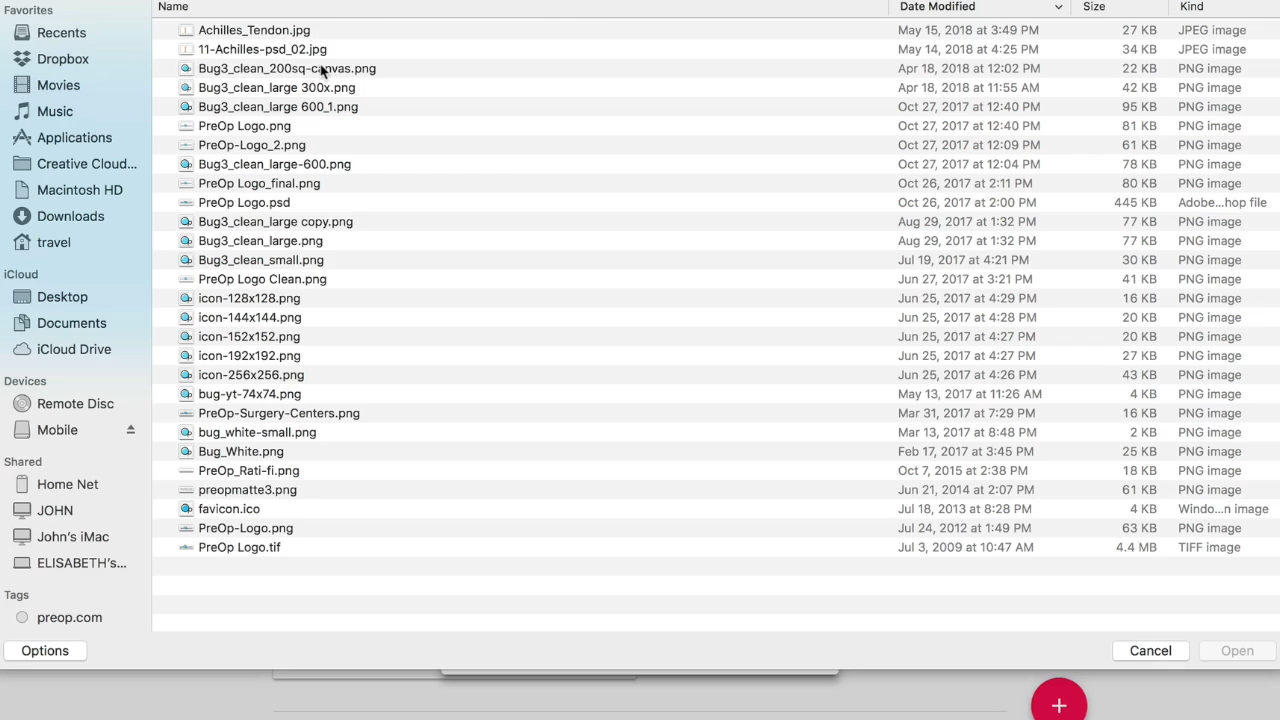 Favorites
Recents
Dropbox
Movies
Music
Applications
Creative Cloud...
Macintosh HD
Downloads
travel
iCloud
Desktop
Documents
iCloud Drive
Devices
Remote Disc
Mobile
Shared
Home Net
JOHN
John's iMac
ELISABETH's...
Tags
preop.com
Name Date Modified Size Kind
Achilles_Tendon.jpg May 15, 2018 at 3:49 PM 27 KB JPEG image
11-Achilles-psd_02.jpg May 14, 2018 at 4:25 PM 34 KB JPEG image
Bug3_clean_200sq-canvas.png Apr 18, 2018 at 12:02 PM 22 KB PNG image
Bug3_clean_large 300x.png Apr 18, 2018 at 11:55 AM 42 KB PNG image
Bug3_clean_large 600_1.png Oct 27, 2017 at 12:40 PM 95 KB PNG image
PreOp Logo.png Oct 27, 2017 at 12:40 PM 81 KB PNG image
PreOp-Logo_2.png Oct 27, 2017 at 12:09 PM 61 KB PNG image
Bug3_clean_large-600.png Oct 27, 2017 at 12:04 PM 78 KB PNG image
PreOp Logo_final.png Oct 26, 2017 at 2:11 PM 80 KB PNG image
PreOp Logo.psd Oct 26, 2017 at 2:00 PM 445 KB Adobe...hop file
Bug3_clean_large copy.png Aug 29, 2017 at 1:32 PM 77 KB PNG image
Bug3_clean_large.png Aug 29, 2017 at 1:32 PM 77 KB PNG image
Bug3_clean_small.png Jul 19, 2017 at 4:21 PM 30 KB PNG image
PreOp Logo Clean.png Jun 27, 2017 at 3:21 PM 41 KB PNG image
icon-128x128.png Jun 25, 2017 at 4:29 PM 16 KB PNG image
icon-144x144.png Jun 25, 2017 at 4:28 PM 20 KB PNG image
icon-152x152.png Jun 25, 2017 at 4:27 PM 20 KB PNG image
icon-192x192.png Jun 25, 2017 at 4:27 PM 27 KB PNG image
icon-256x256.png Jun 25, 2017 at 4:26 PM 43 KB PNG image
bug-yt-74x74.png May 13, 2017 at 11:26 AM 4 KB PNG image
PreOp-Surgery-Centers.png Mar 31, 2017 at 7:29 PM 16 KB PNG image
bug_white-small.png Mar 13, 2017 at 8:48 PM 2 KB PNG image
Bug_White.png Feb 17, 2017 at 3:45 PM 25 KB PNG image
PreOp_Rati-fi.png Oct 7, 2015 at 2:38 PM 18 KB PNG image
preopmatte3.png Jun 21, 2014 at 2:07 PM 61 KB PNG image
favicon.ico Jul 18, 2013 at 8:28 PM 4 KB Windo...n image
PreOp-Logo.png Jul 24, 2012 at 1:49 PM 63 KB PNG image
PreOp Logo.tif Jul 3, 2009 at 10:47 AM 4.4 MB TIFF image
Options Cancel Open